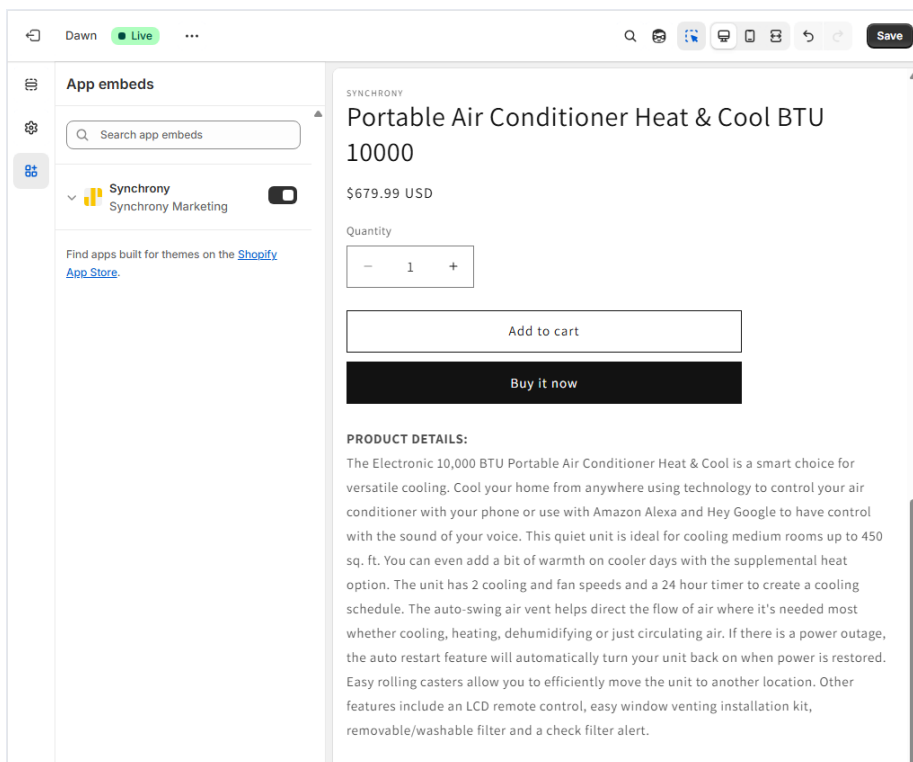 Dawn
Live
...
Save
App embeds
Search app embeds
Synchrony
Synchrony Marketing
Find apps built for themes on the Shopify
App Store.
SYNCHRONY
Portable Air Conditioner Heat & Cool BTU
10000
$679.99 USD
Quantity
− 1 +
Add to cart
Buy it now
PRODUCT DETAILS:
The Electronic 10,000 BTU Portable Air Conditioner Heat & Cool is a smart choice for
versatile cooling. Cool your home from anywhere using technology to control your air
conditioner with your phone or use with Amazon Alexa and Hey Google to have control
with the sound of your voice. This quiet unit is ideal for cooling medium rooms up to 450
sq. ft. You can even add a bit of warmth on cooler days with the supplemental heat
option. The unit has 2 cooling and fan speeds and a 24 hour timer to create a cooling
schedule. The auto-swing air vent helps direct the flow of air where it's needed most
whether cooling, heating, dehumidifying or just circulating air. If there is a power outage,
the auto restart feature will automatically turn your unit back on when power is restored.
Easy rolling casters allow you to efficiently move the unit to another location. Other
features include an LCD remote control, easy window venting installation kit,
removable/washable filter and a check filter alert.